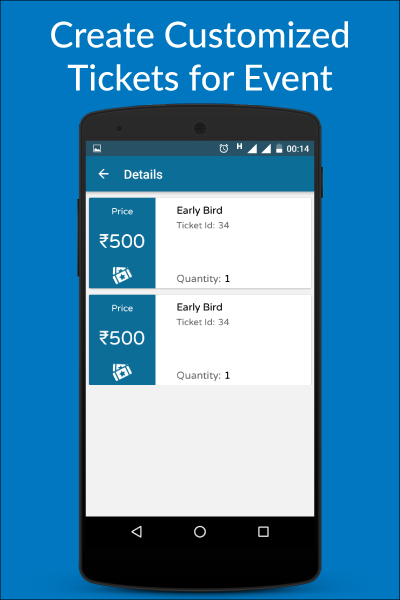 Create Customized
Tickets for Event
H 00:14
Details
Price
₹500
Early Bird
Ticket Id: 34
Quantity: 1
Price
₹500
Early Bird
Ticket Id: 34
Quantity: 1